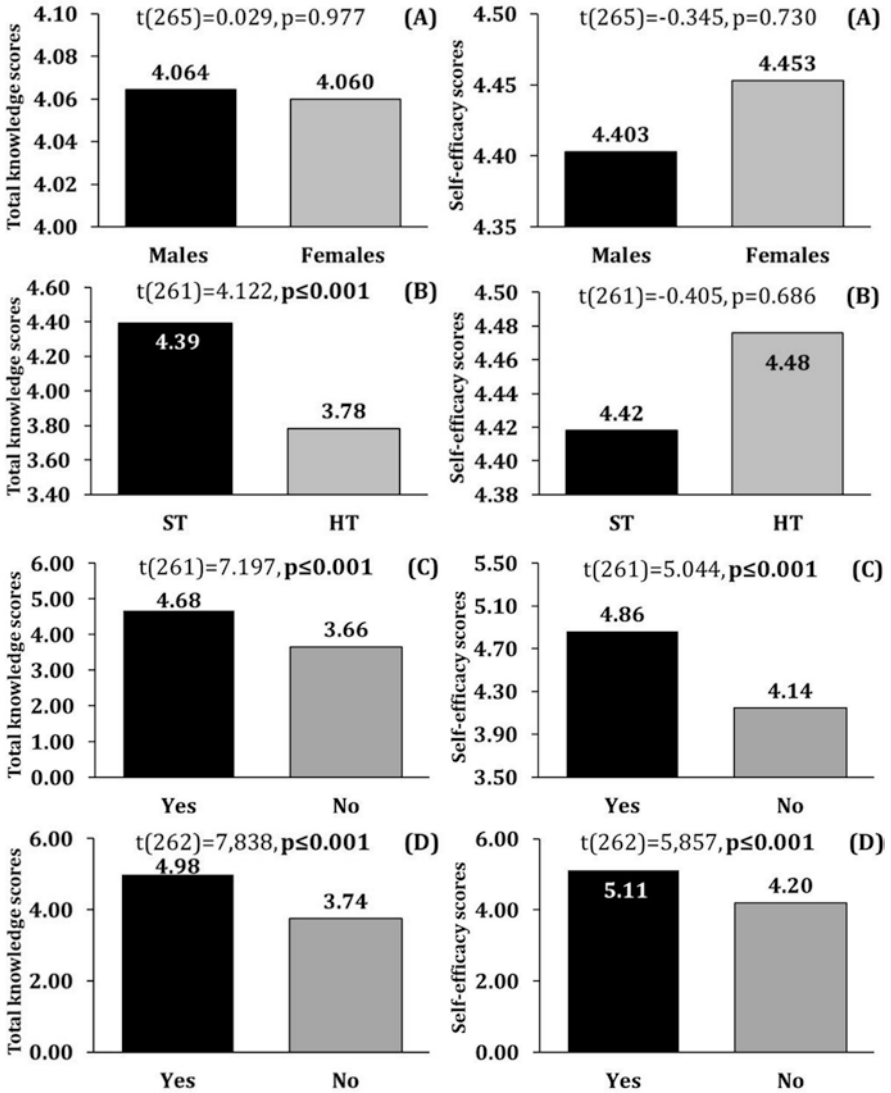 t(265)=0.029, p=0.977 (A)
Total knowledge scores
4.10
4.08
4.06
4.04
4.02
4.00
4.064
4.060
Males Females
t(265)=-0.345, p=0.730 (A)
Self-efficacy scores
4.50
4.45
4.40
4.35
4.403
4.453
Males Females
t(261)=4.122, p≤0.001 (B)
Total knowledge scores
4.60
4.40
4.20
4.00
3.80
3.60
3.40
4.39
3.78
ST HT
t(261)=-0.405, p=0.686 (B)
Self-efficacy scores
4.50
4.48
4.46
4.44
4.42
4.40
4.38
4.42
4.48
ST HT
t(261)=7.197, p≤0.001 (C)
Total knowledge scores
6.00
5.00
4.00
3.00
2.00
1.00
0.00
4.68
3.66
Yes No
t(261)=5.044, p≤0.001 (C)
Self-efficacy scores
5.50
5.10
4.70
4.30
3.90
3.50
4.86
4.14
Yes No
t(262)=7,838, p≤0.001 (D)
Total knowledge scores
6.00
4.00
2.00
0.00
4.98
3.74
Yes No
t(262)=5,857, p≤0.001 (D)
Self-efficacy scores
6.00
4.00
2.00
0.00
5.11
4.20
Yes No